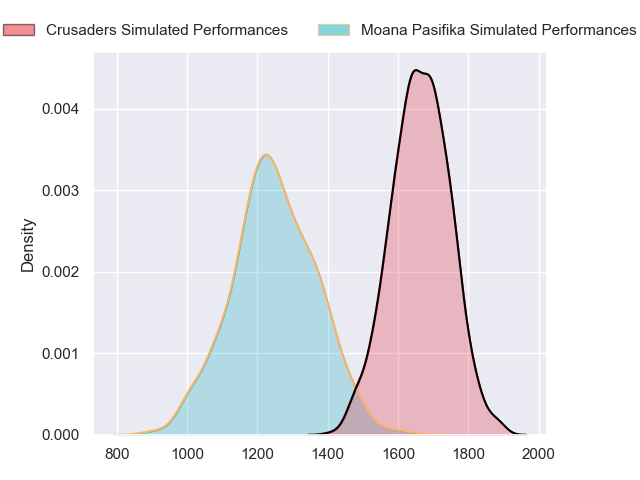 Crusaders Simulated Performances
Moana Pasifika Simulated Performances
0.004
0.003
0.002
0.001
0.000
Density
800 1000 1200 1400 1600 1800 2000